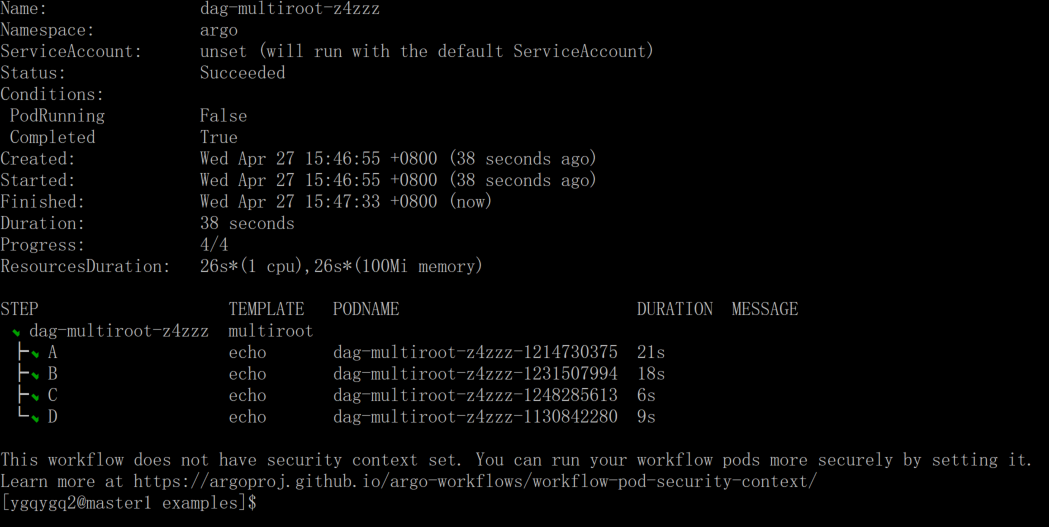 Name: dag-multiroot-z4zzz
Namespace: argo
ServiceAccount: unset (will run with the default ServiceAccount)
Status: Succeeded
Conditions:
PodRunning False
Completed True
Created: Wed Apr 27 15:46:55 +0800 (38 seconds ago)
Started: Wed Apr 27 15:46:55 +0800 (38 seconds ago)
Finished: Wed Apr 27 15:47:33 +0800 (now)
Duration: 38 seconds
Progress: 4/4
ResourcesDuration: 26s*(1 cpu),26s*(100Mi memory)
STEP TEMPLATE PODNAME DURATION MESSAGE
dag-multiroot-z4zzz multiroot
A echo dag-multiroot-z4zzz-1214730375 21s
B echo dag-multiroot-z4zzz-1231507994 18s
C echo dag-multiroot-z4zzz-1248285613 6s
D echo dag-multiroot-z4zzz-1130842280 9s
This workflow does not have security context set. You can run your workflow pods more securely by setting it.
Learn more at https://argoproj.github.io/argo-workflows/workflow-pod-security-context/
[ygqygq2@master1 examples]$